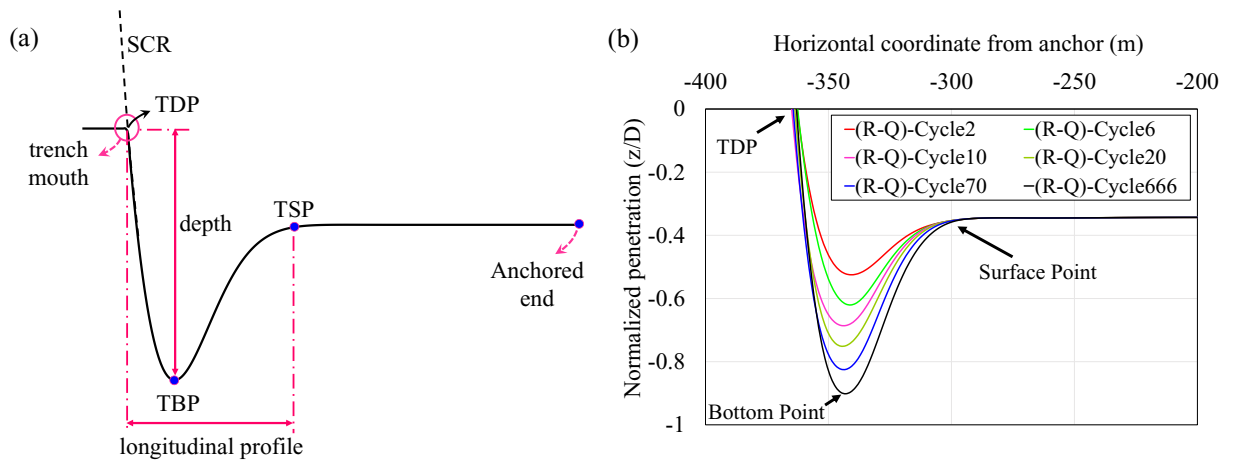 (a)
SCR
TDP
trench
mouth
depth
TSP
Anchored
end
TBP
longitudinal profile
(b)
Horizontal coordinate from anchor (m)
-400 -350 -300 -250 -200
Normalized penetration (z/D)
0
-0.2
-0.4
-0.6
-0.8
-1
TDP
(R-Q)-Cycle2 (R-Q)-Cycle6
(R-Q)-Cycle10 (R-Q)-Cycle20
(R-Q)-Cycle70 (R-Q)-Cycle666
Surface Point
Bottom Point